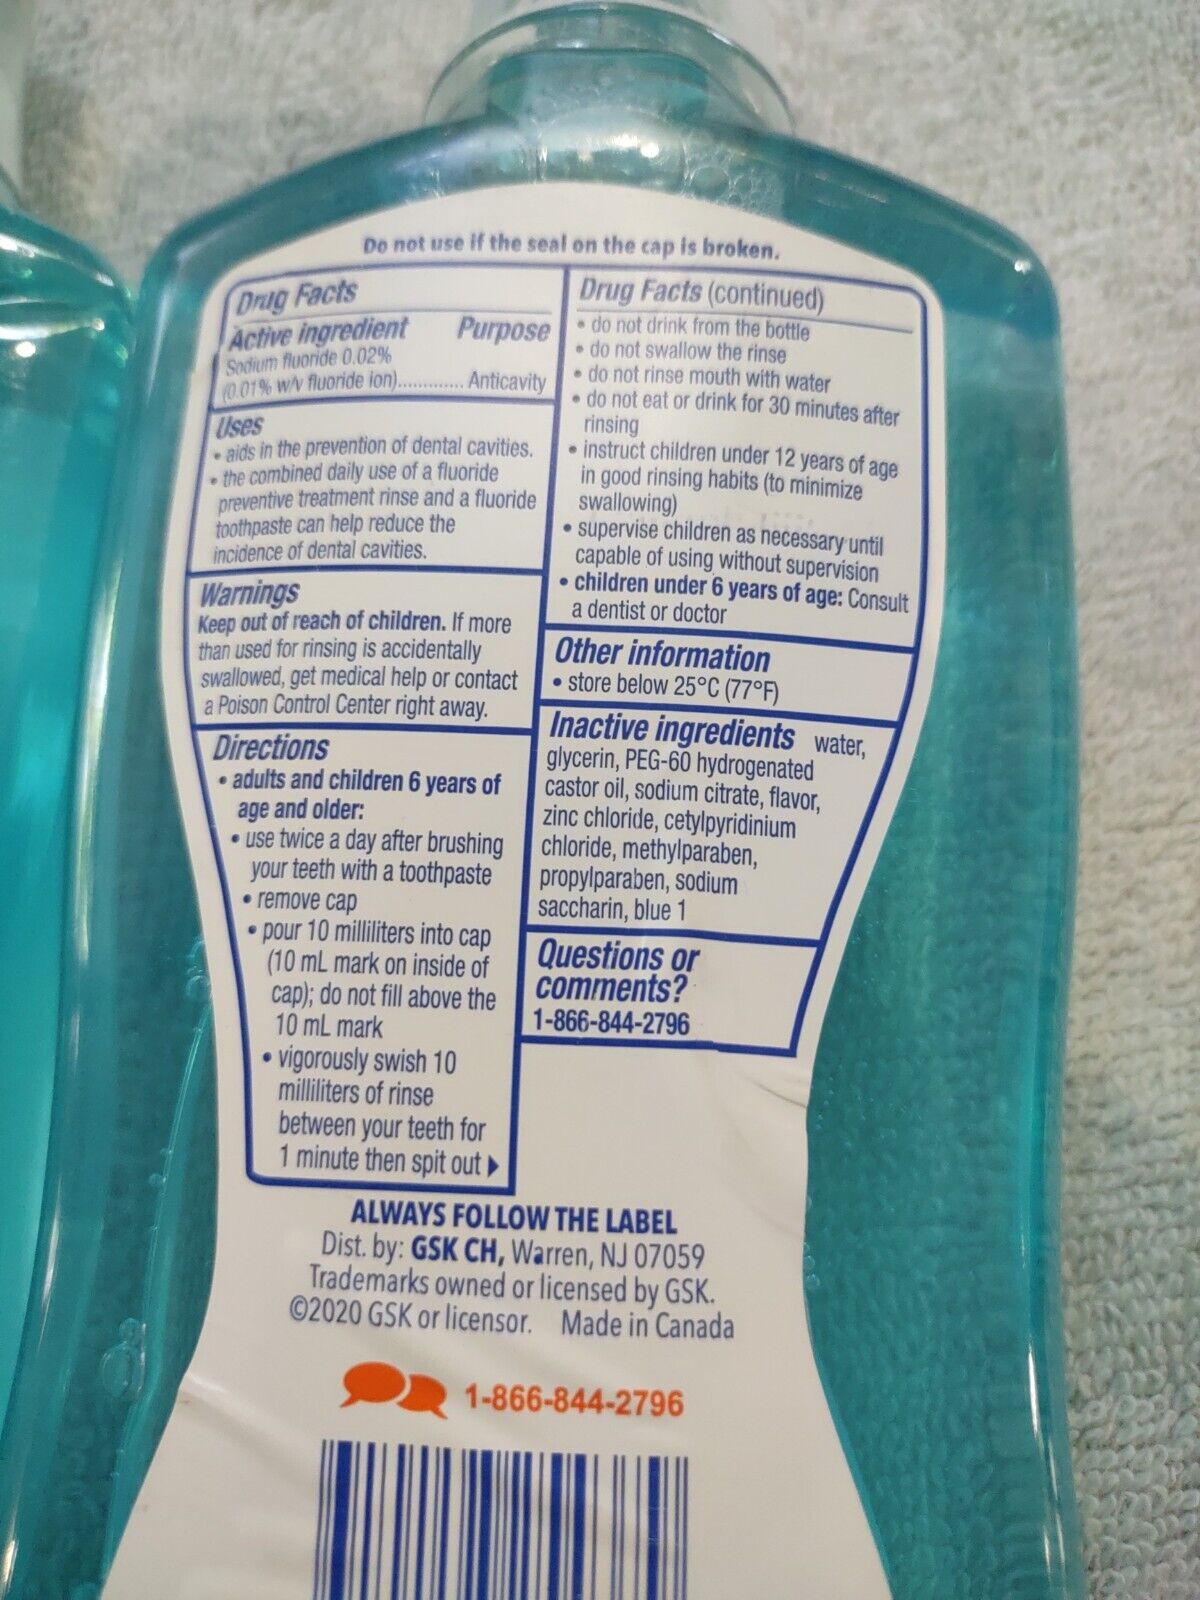 Do not use if the seal on the cap is broken.
Drug Facts
Active ingredient Purpose
Sodium fluoride 0.02%
(0.01% w/v fluoride ion)............. Anticavity
Uses
• aids in the prevention of dental cavities.
• the combined daily use of a fluoride
preventive treatment rinse and a fluoride
toothpaste can help reduce the
incidence of dental cavities.
Warnings
Keep out of reach of children. If more
than used for rinsing is accidentally
swallowed, get medical help or contact
a Poison Control Center right away.
Directions
• adults and children 6 years of
age and older:
• use twice a day after brushing
your teeth with a toothpaste
• remove cap
• pour 10 milliliters into cap
(10 mL mark on inside of
cap); do not fill above the
10 mL mark
• vigorously swish 10
milliliters of rinse
between your teeth for
1 minute then spit out ▶
Drug Facts (continued)
• do not drink from the bottle
• do not swallow the rinse
• do not rinse mouth with water
• do not eat or drink for 30 minutes after
rinsing
• instruct children under 12 years of age
in good rinsing habits (to minimize
swallowing)
• supervise children as necessary until
capable of using without supervision
• children under 6 years of age: Consult
a dentist or doctor
Other information
• store below 25°C (77°F)
Inactive ingredients water,
glycerin, PEG-60 hydrogenated
castor oil, sodium citrate, flavor,
zinc chloride, cetylpyridinium
chloride, methylparaben,
propylparaben, sodium
saccharin, blue 1
Questions or
comments?
1-866-844-2796
ALWAYS FOLLOW THE LABEL
Dist. by: GSK CH, Warren, NJ 07059
Trademarks owned or licensed by GSK.
©2020 GSK or licensor. Made in Canada
1-866-844-2796